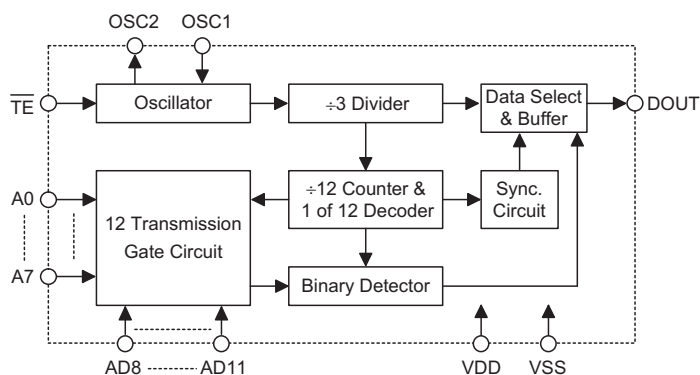 OSC2 OSC1
TE
Oscillator
÷3 Divider
Data Select
& Buffer
DOUT
A0
A7
12 Transmission
Gate Circuit
÷12 Counter &
1 of 12 Decoder
Sync.
Circuit
Binary Detector
AD8 AD11
VDD VSS